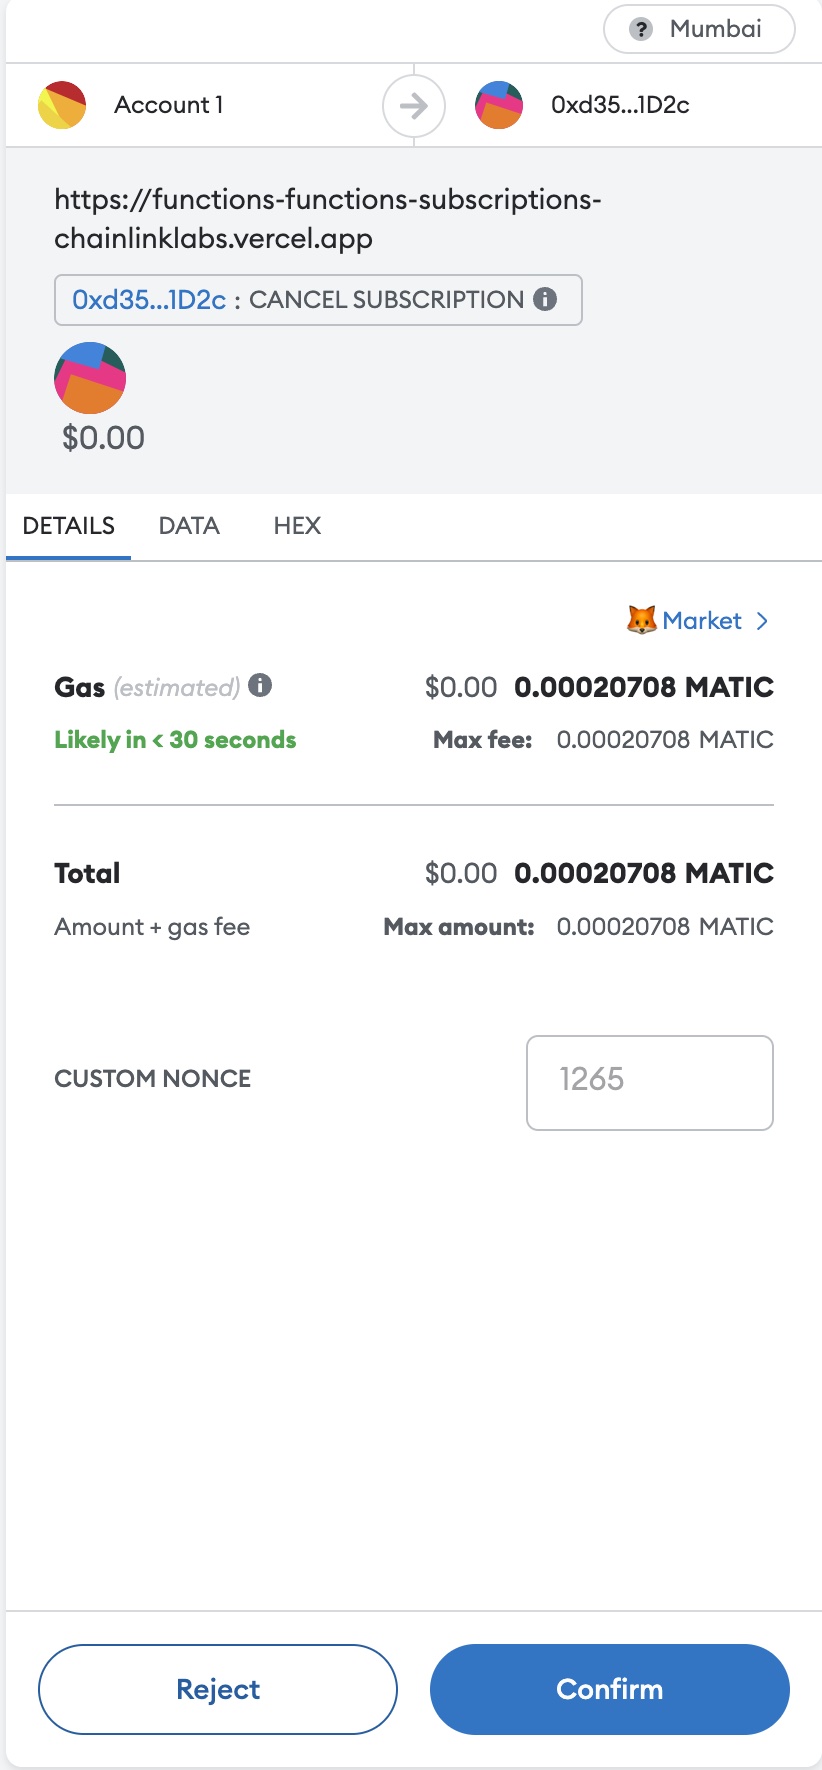 Mumbai
Account 1
0xd35...1D2c
https://functions-functions-subscriptions-
chainlinklabs.vercel.app
0xd35...1D2c : CANCEL SUBSCRIPTION
$0.00
DETAILS DATA HEX
Market
Gas (estimated) $0.00 0.00020708 MATIC
Likely in < 30 seconds Max fee: 0.00020708 MATIC
Total $0.00 0.00020708 MATIC
Amount + gas fee Max amount: 0.00020708 MATIC
CUSTOM NONCE 1265
Reject Confirm